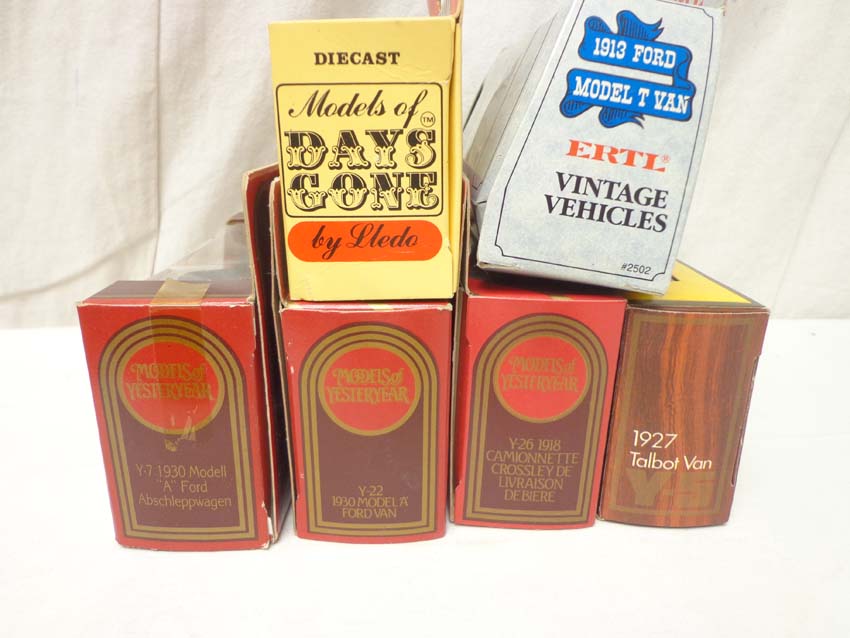 DIECAST
Models of
DAYS
GONE
TM
by Lledo
1913 FORD
MODEL T VAN
ERTL®
VINTAGE
VEHICLES
#2502
MODELS of
YESTERYEAR
Y-7 1930 Modell
"A" Ford
Abschleppwagen
MODELS of
YESTERYEAR
Y-22
1930 MODEL 'A'
FORD VAN
MODELS of
YESTERYEAR
Y-26 1918
CAMIONNETTE
CROSSLEY DE
LIVRAISON
DEBIERE
1927
Talbot Van
Y-5